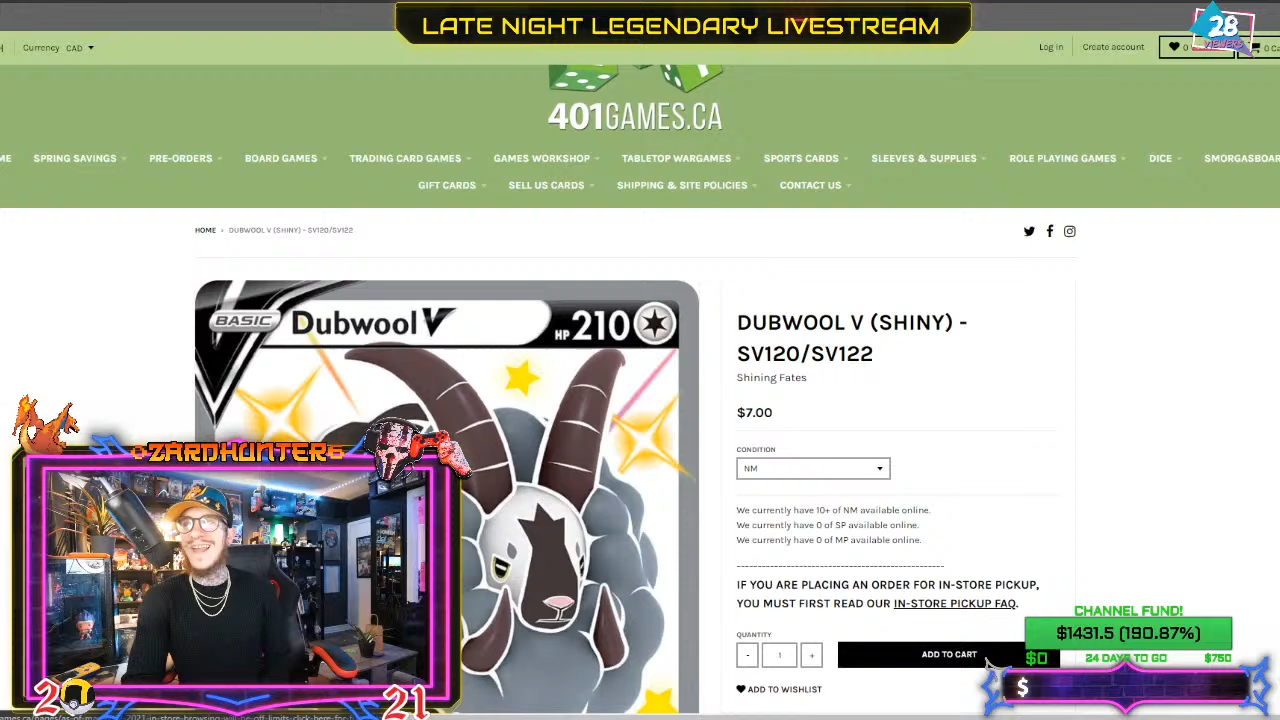 LATE NIGHT LEGENDARY LIVESTREAM
28
VIEWERS
Currency CAD
Log in
Create account
0
401GAMES.CA
SPRING SAVINGS
PRE-ORDERS
BOARD GAMES
TRADING CARD GAMES
GAMES WORKSHOP
TABLETOP WARGAMES
SPORTS CARDS
SLEEVES & SUPPLIES
ROLE PLAYING GAMES
DICE
SMORGASBOAR
GIFT CARDS
SELL US CARDS
SHIPPING & SITE POLICIES
CONTACT US
HOME › DUBWOOL V (SHINY) - SV120/SV122
BASIC Dubwool V HP 210
DUBWOOL V (SHINY) -
SV120/SV122
Shining Fates
$7.00
CONDITION
NM
We currently have 10+ of NM available online.
We currently have 0 of SP available online.
We currently have 0 of MP available online.
IF YOU ARE PLACING AN ORDER FOR IN-STORE PICKUP,
YOU MUST FIRST READ OUR IN-STORE PICKUP FAQ.
QUANTITY
- 1 +
ADD TO CART
ADD TO WISHLIST
ZARDHUNTER
20
21
CHANNEL FUND!
$1431.5 (190.87%)
$0
24 DAYS TO GO
$750
$